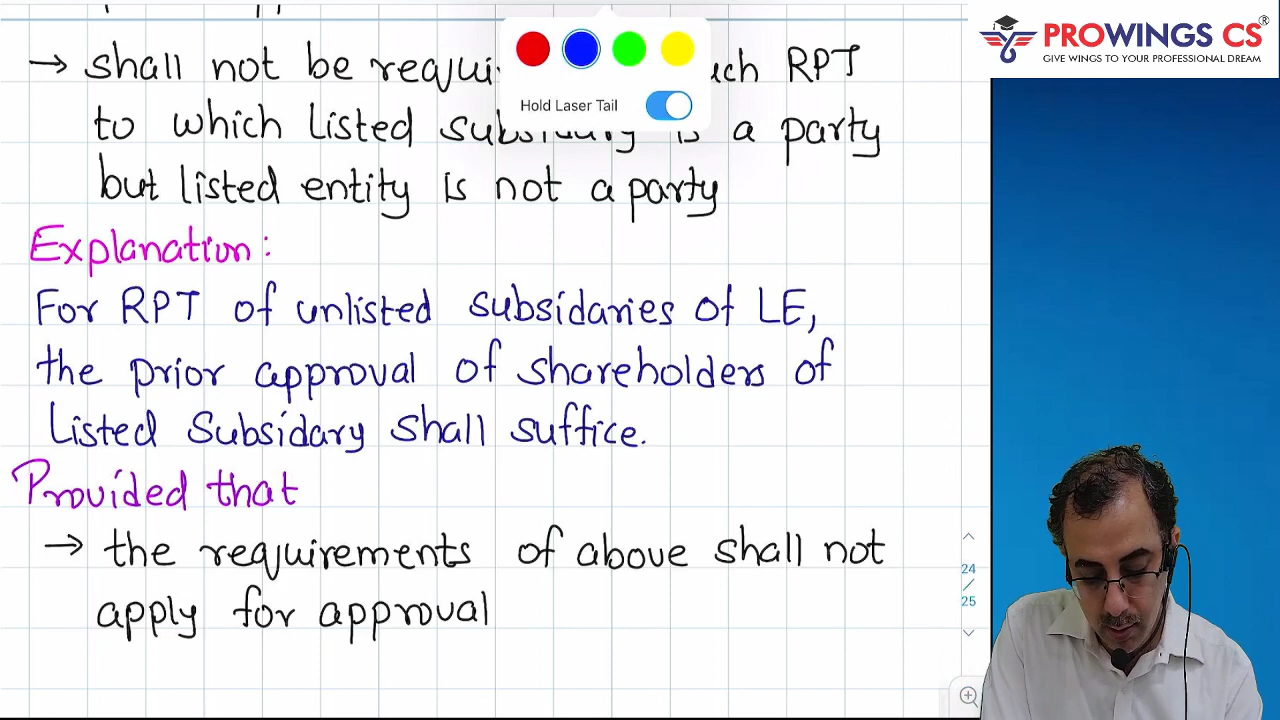 PROWINGS CS
GIVE WINGS TO YOUR PROFESSIONAL DREAM
Hold Laser Tail
→ shall not be requi uch RPT
to which listed subsidary is a party
but listed entity is not a party
Explanation:
For RPT of unlisted subsidaries of LE,
the prior approval of shareholders of
Listed Subsidary shall suffice.
Provided that
→ the requirements of above shall not
apply for approval
24
/
25